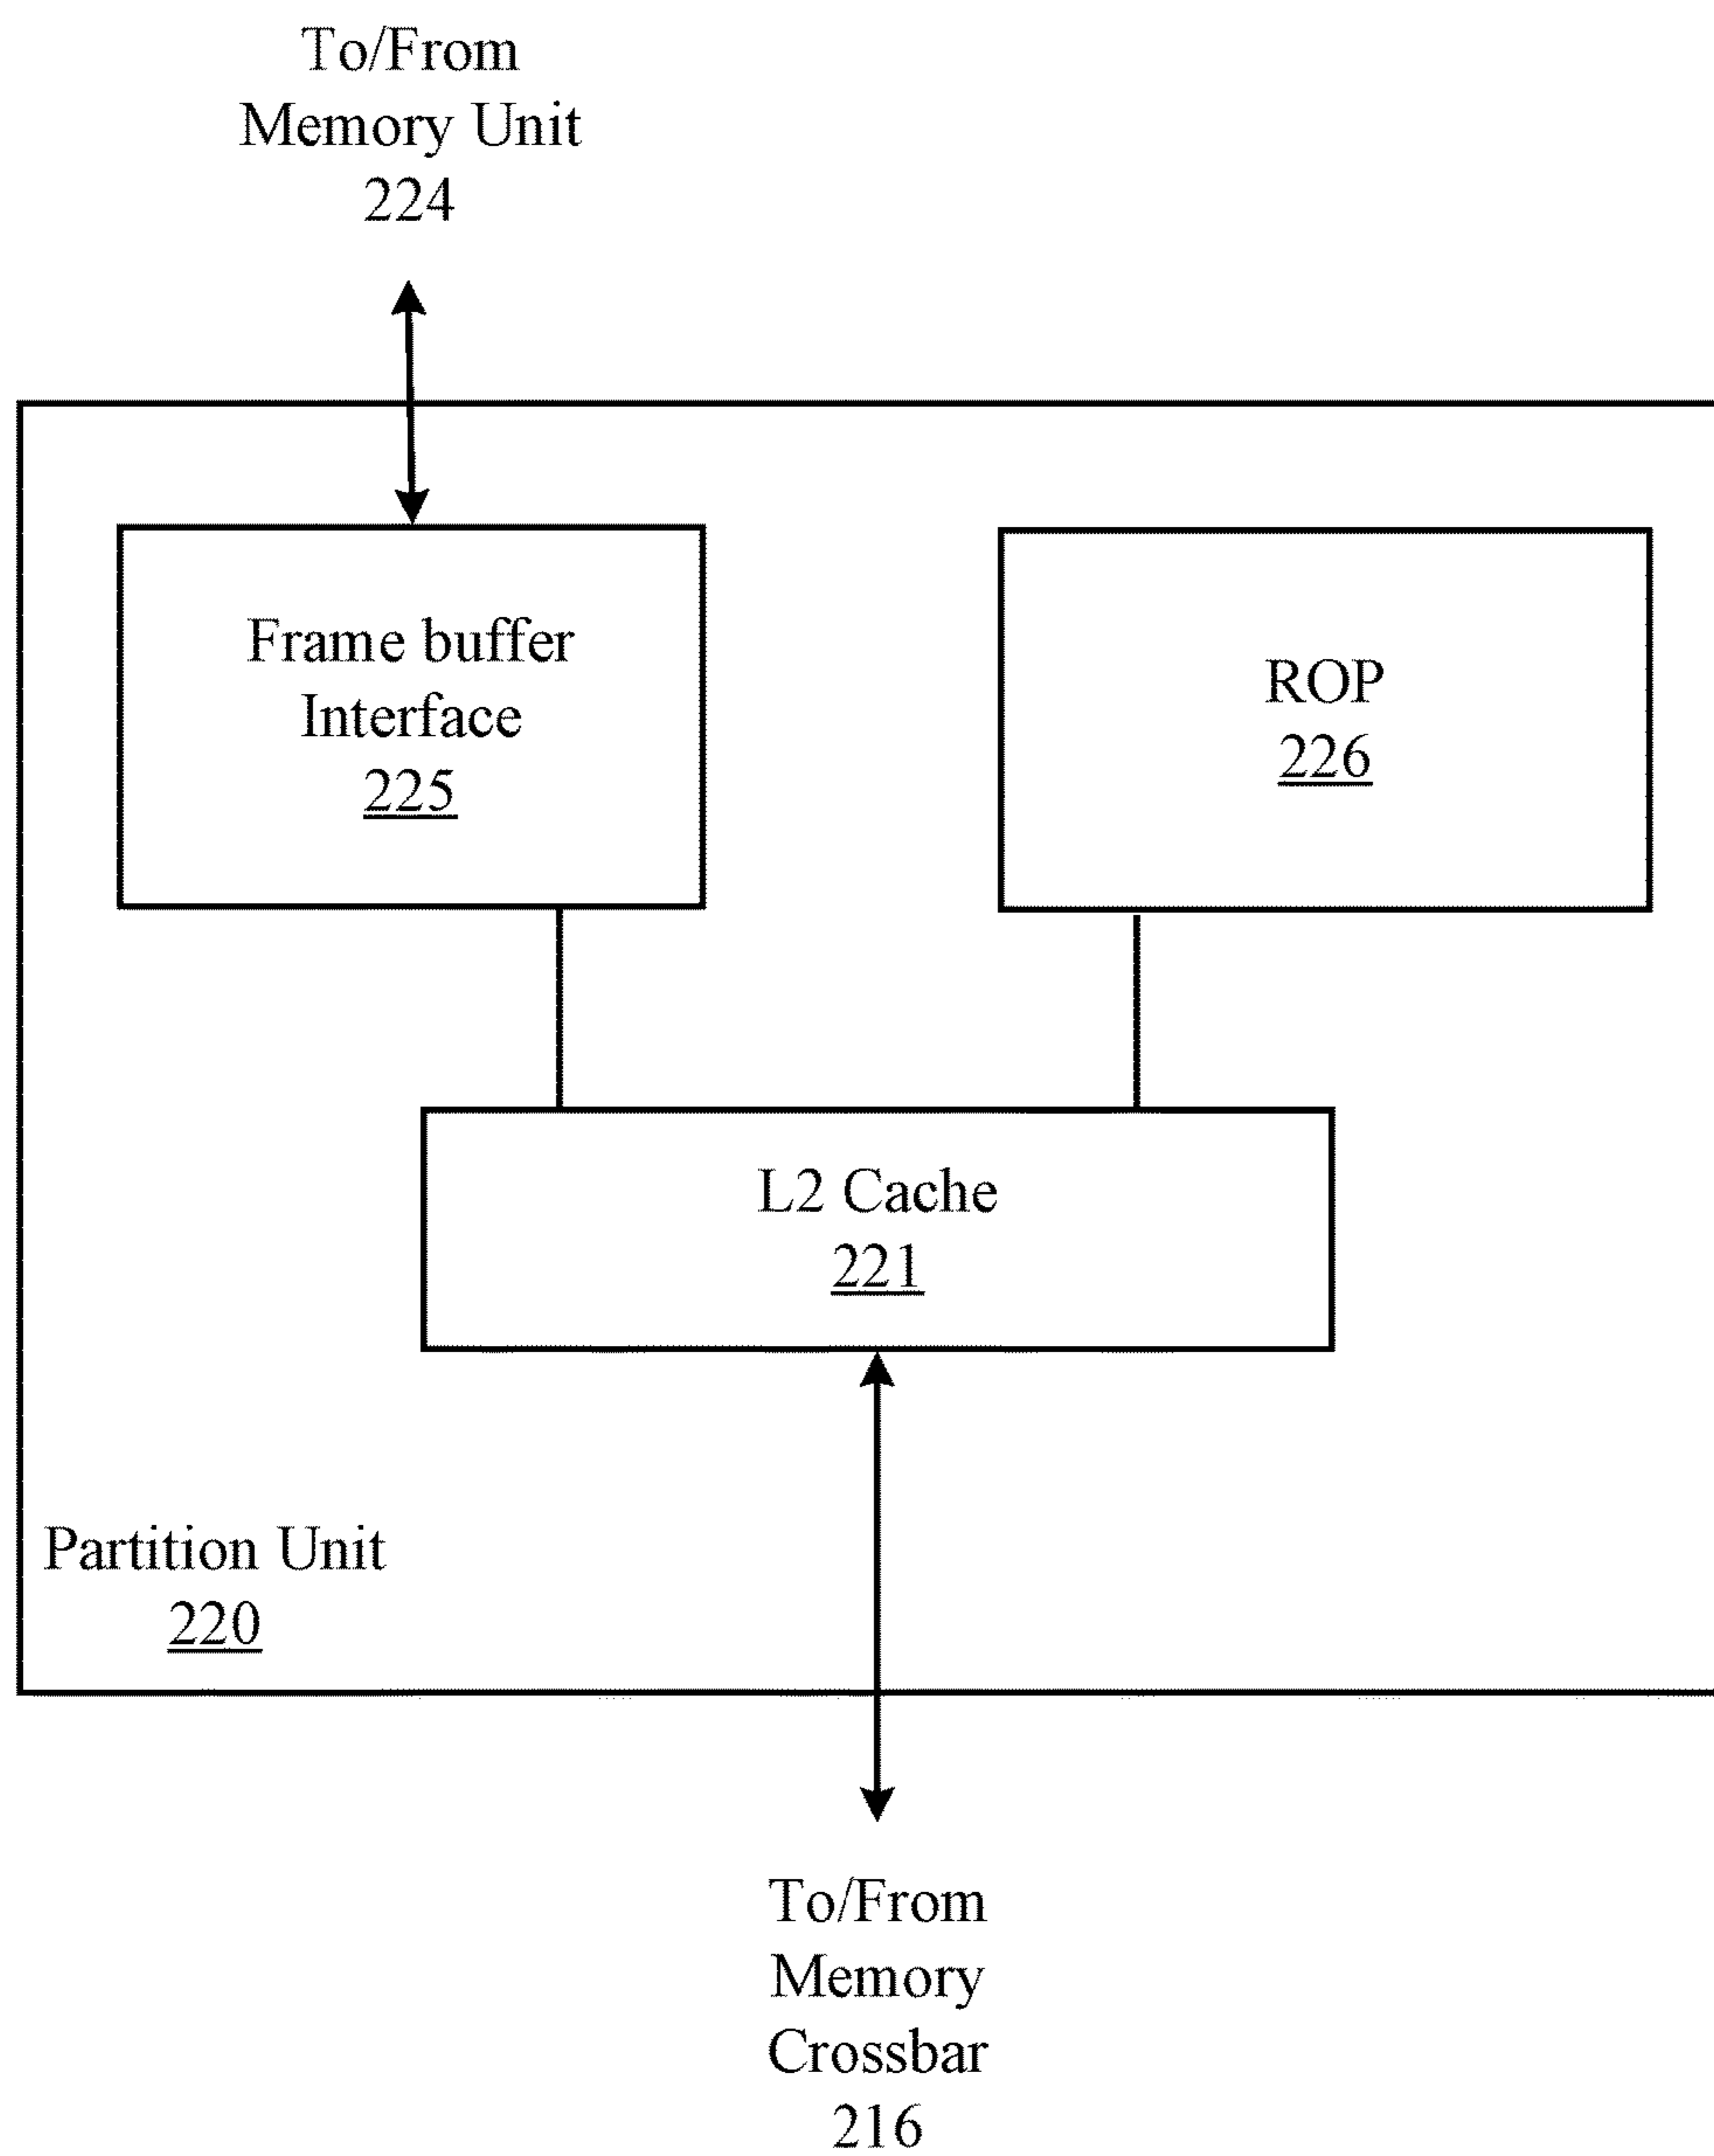 To/From
Memory Unit
224
Frame buffer
Interface
225
ROP
226
L2 Cache
221
Partition Unit
220
To/From
Memory
Crossbar
216